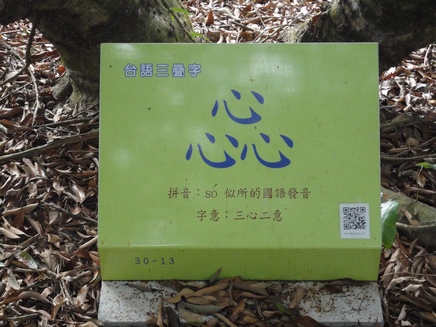 台語三疊字
心
心心
拼音：só 似所的國語發音
字意：三心二意
30-13